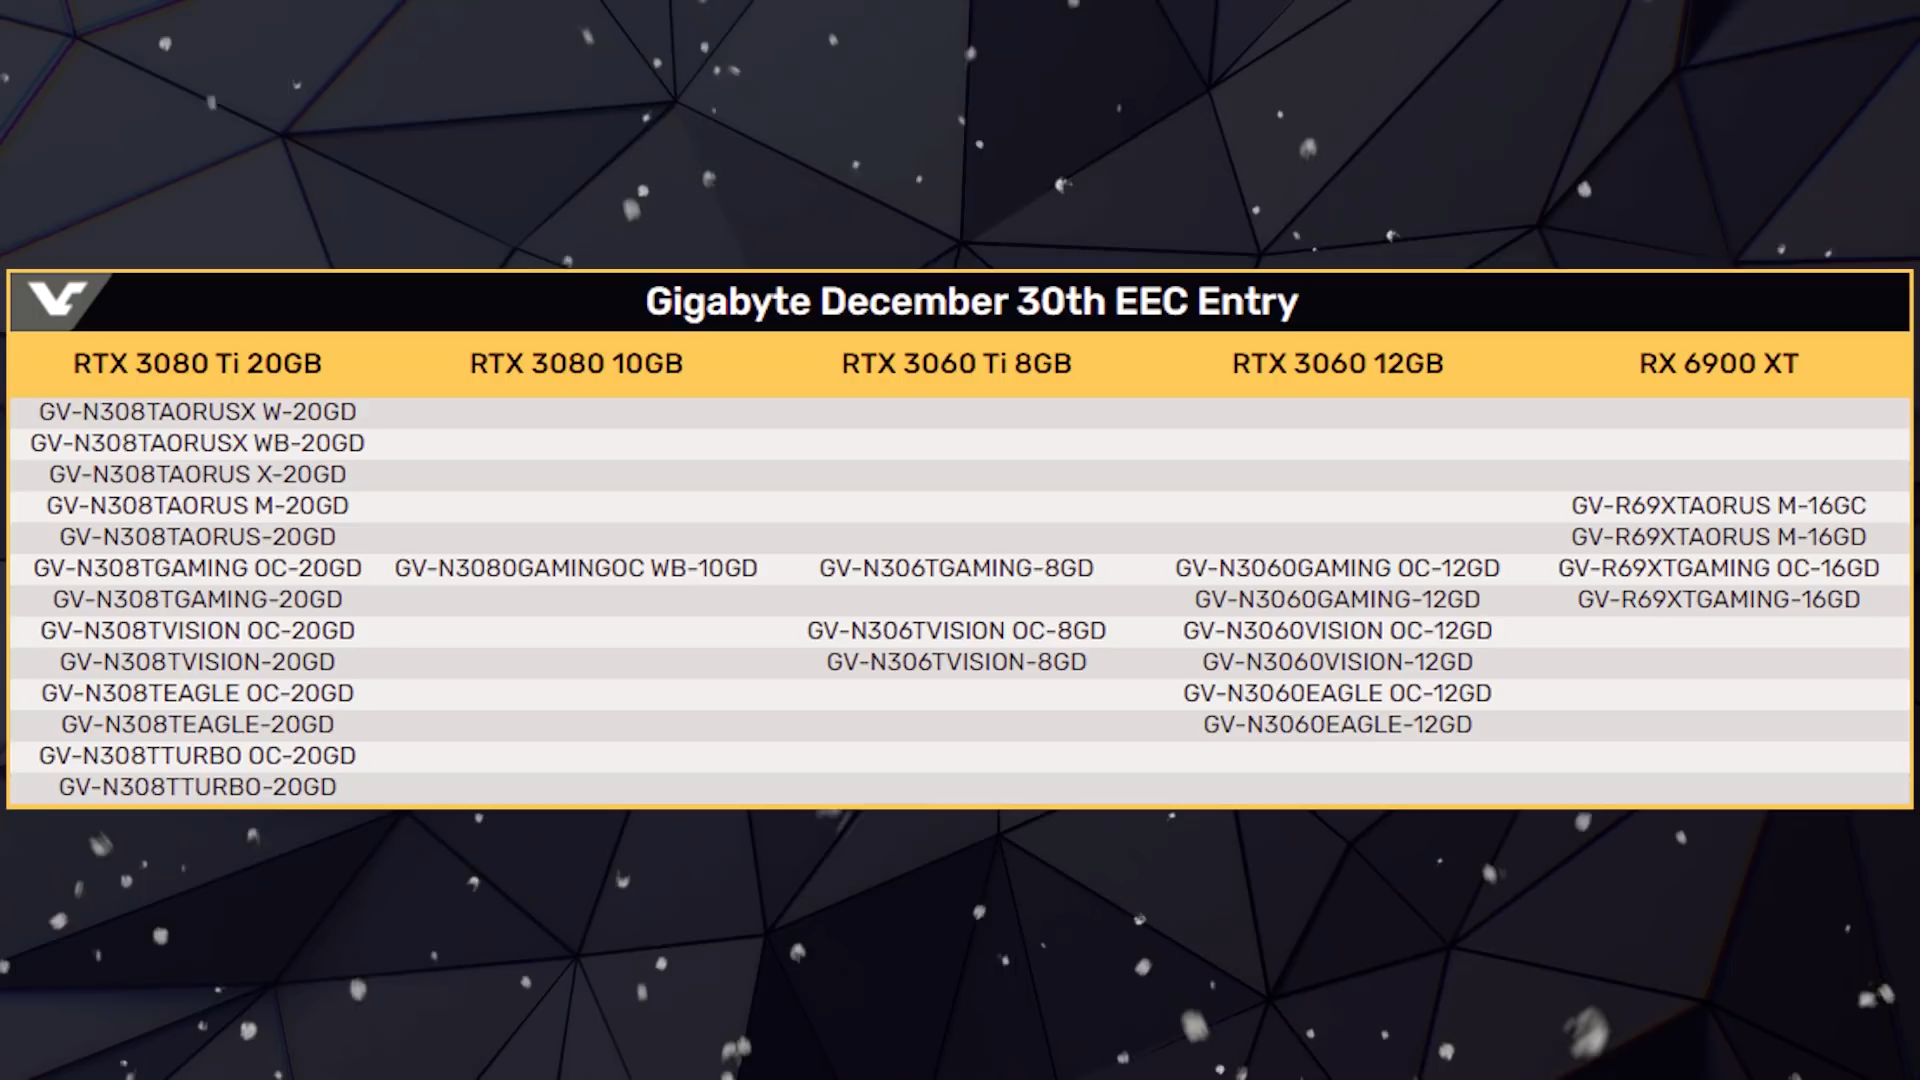 VC
Gigabyte December 30th EEC Entry
RTX 3080 Ti 20GB RTX 3080 10GB RTX 3060 Ti 8GB RTX 3060 12GB RX 6900 XT
GV-N308TAORUSX W-20GD
GV-N308TAORUSX WB-20GD
GV-N308TAORUS X-20GD
GV-N308TAORUS M-20GD GV-R69XTAORUS M-16GC
GV-N308TAORUS-20GD GV-R69XTAORUS M-16GD
GV-N308TGAMING OC-20GD GV-N3080GAMINGOC WB-10GD GV-N306TGAMING-8GD GV-N3060GAMING OC-12GD GV-R69XTGAMING OC-16GD
GV-N308TGAMING-20GD GV-N3060GAMING-12GD GV-R69XTGAMING-16GD
GV-N308TVISION OC-20GD GV-N306TVISION OC-8GD GV-N3060VISION OC-12GD
GV-N308TVISION-20GD GV-N306TVISION-8GD GV-N3060VISION-12GD
GV-N308TEAGLE OC-20GD GV-N3060EAGLE OC-12GD
GV-N308TEAGLE-20GD GV-N3060EAGLE-12GD
GV-N308TTURBO OC-20GD
GV-N308TTURBO-20GD